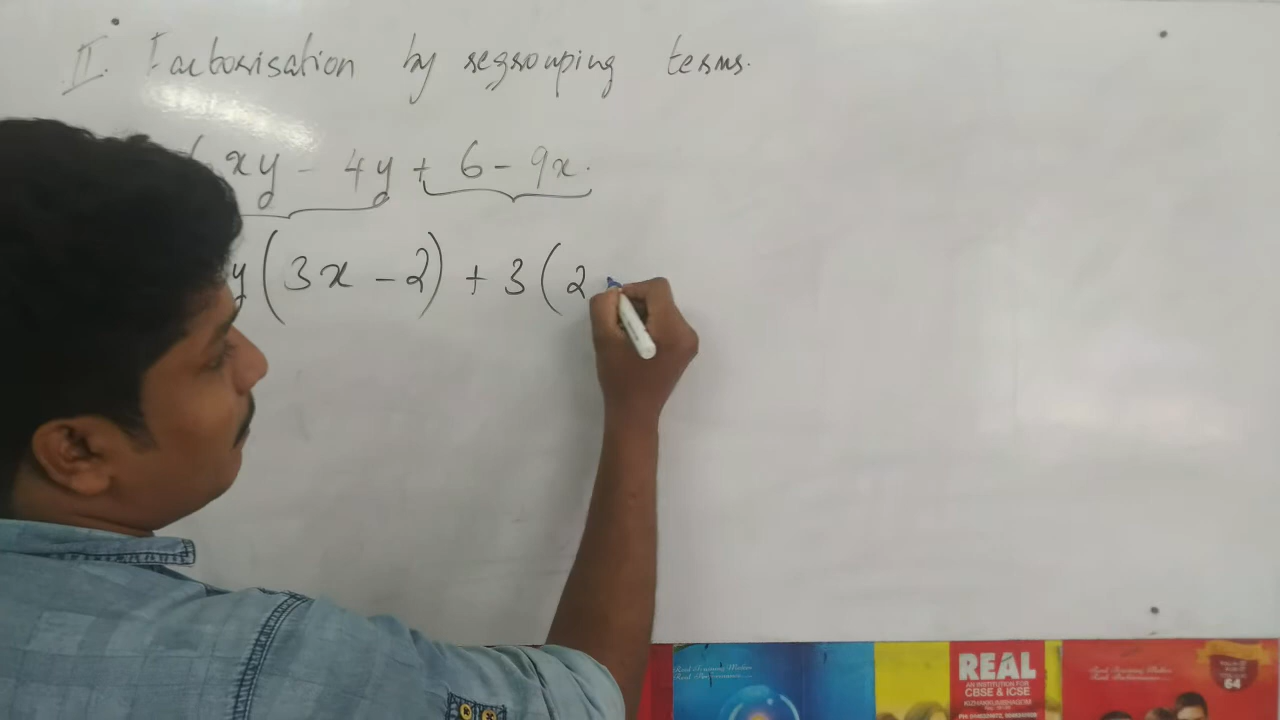 II. Factorisation by regrouping terms.
xy - 4y + 6 - 9x.
y(3x - 2) + 3(2
REAL
AN INSTITUTION FOR
CBSE & ICSE
64